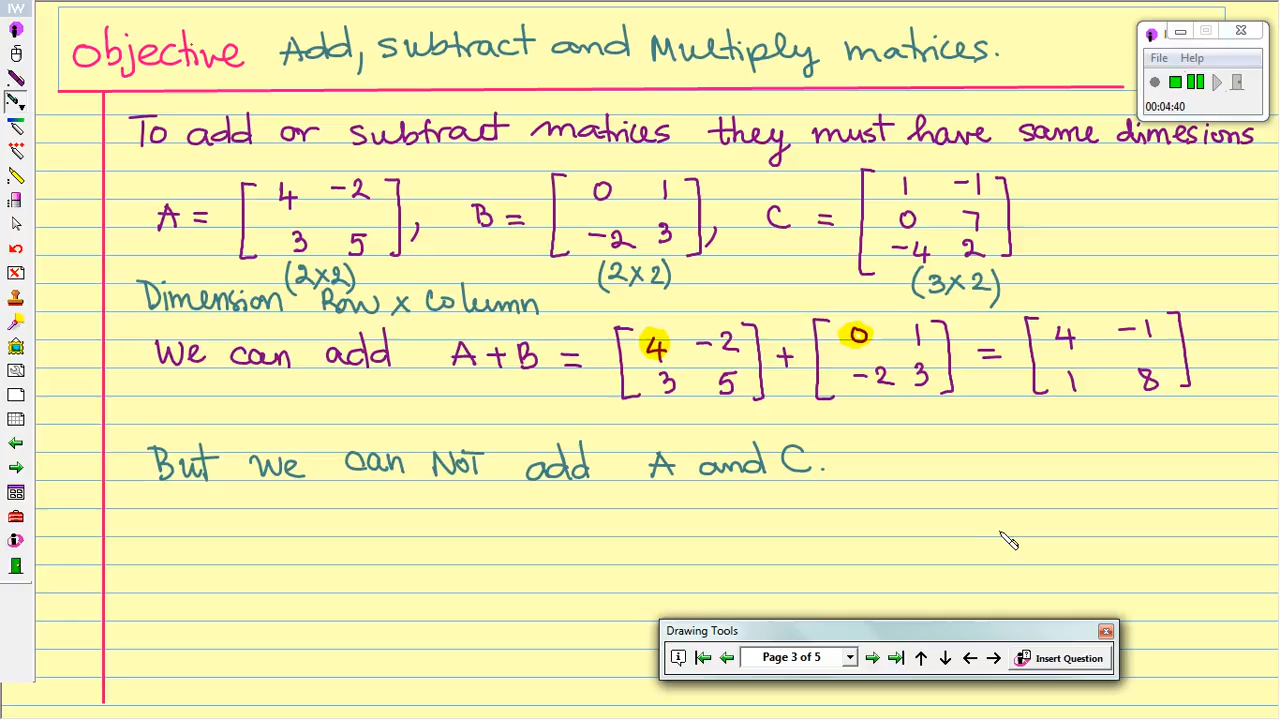 IW
Objective Add, subtract and Multiply matrices.
File Help
00:04:40
To add or subtract matrices they must have same dimesions
A = [ 4 -2
3 5 ], B = [ 0 1
-2 3 ], C = [ 1 -1
0 7
-4 2 ]
(2x2) (2x2) (3x2)
Dimension Row x column
We can add A+B = [ 4 -2
3 5 ] + [ 0 1
-2 3 ] = [ 4 -1
1 8 ]
But we can NOT add A and C.
Drawing Tools
Page 3 of 5 Insert Question